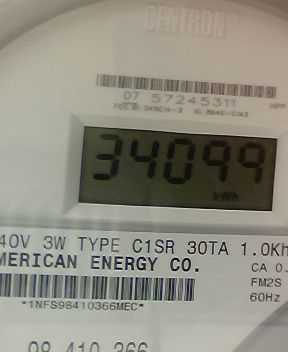 CENTRON®
07 57245311
34099
kWh
40V 3W TYPE C1SR 30TA 1.0Kh
MERICAN ENERGY CO.
CA 0.
FM2S
*1NFS98410366MEC*
60Hz
98 410 366